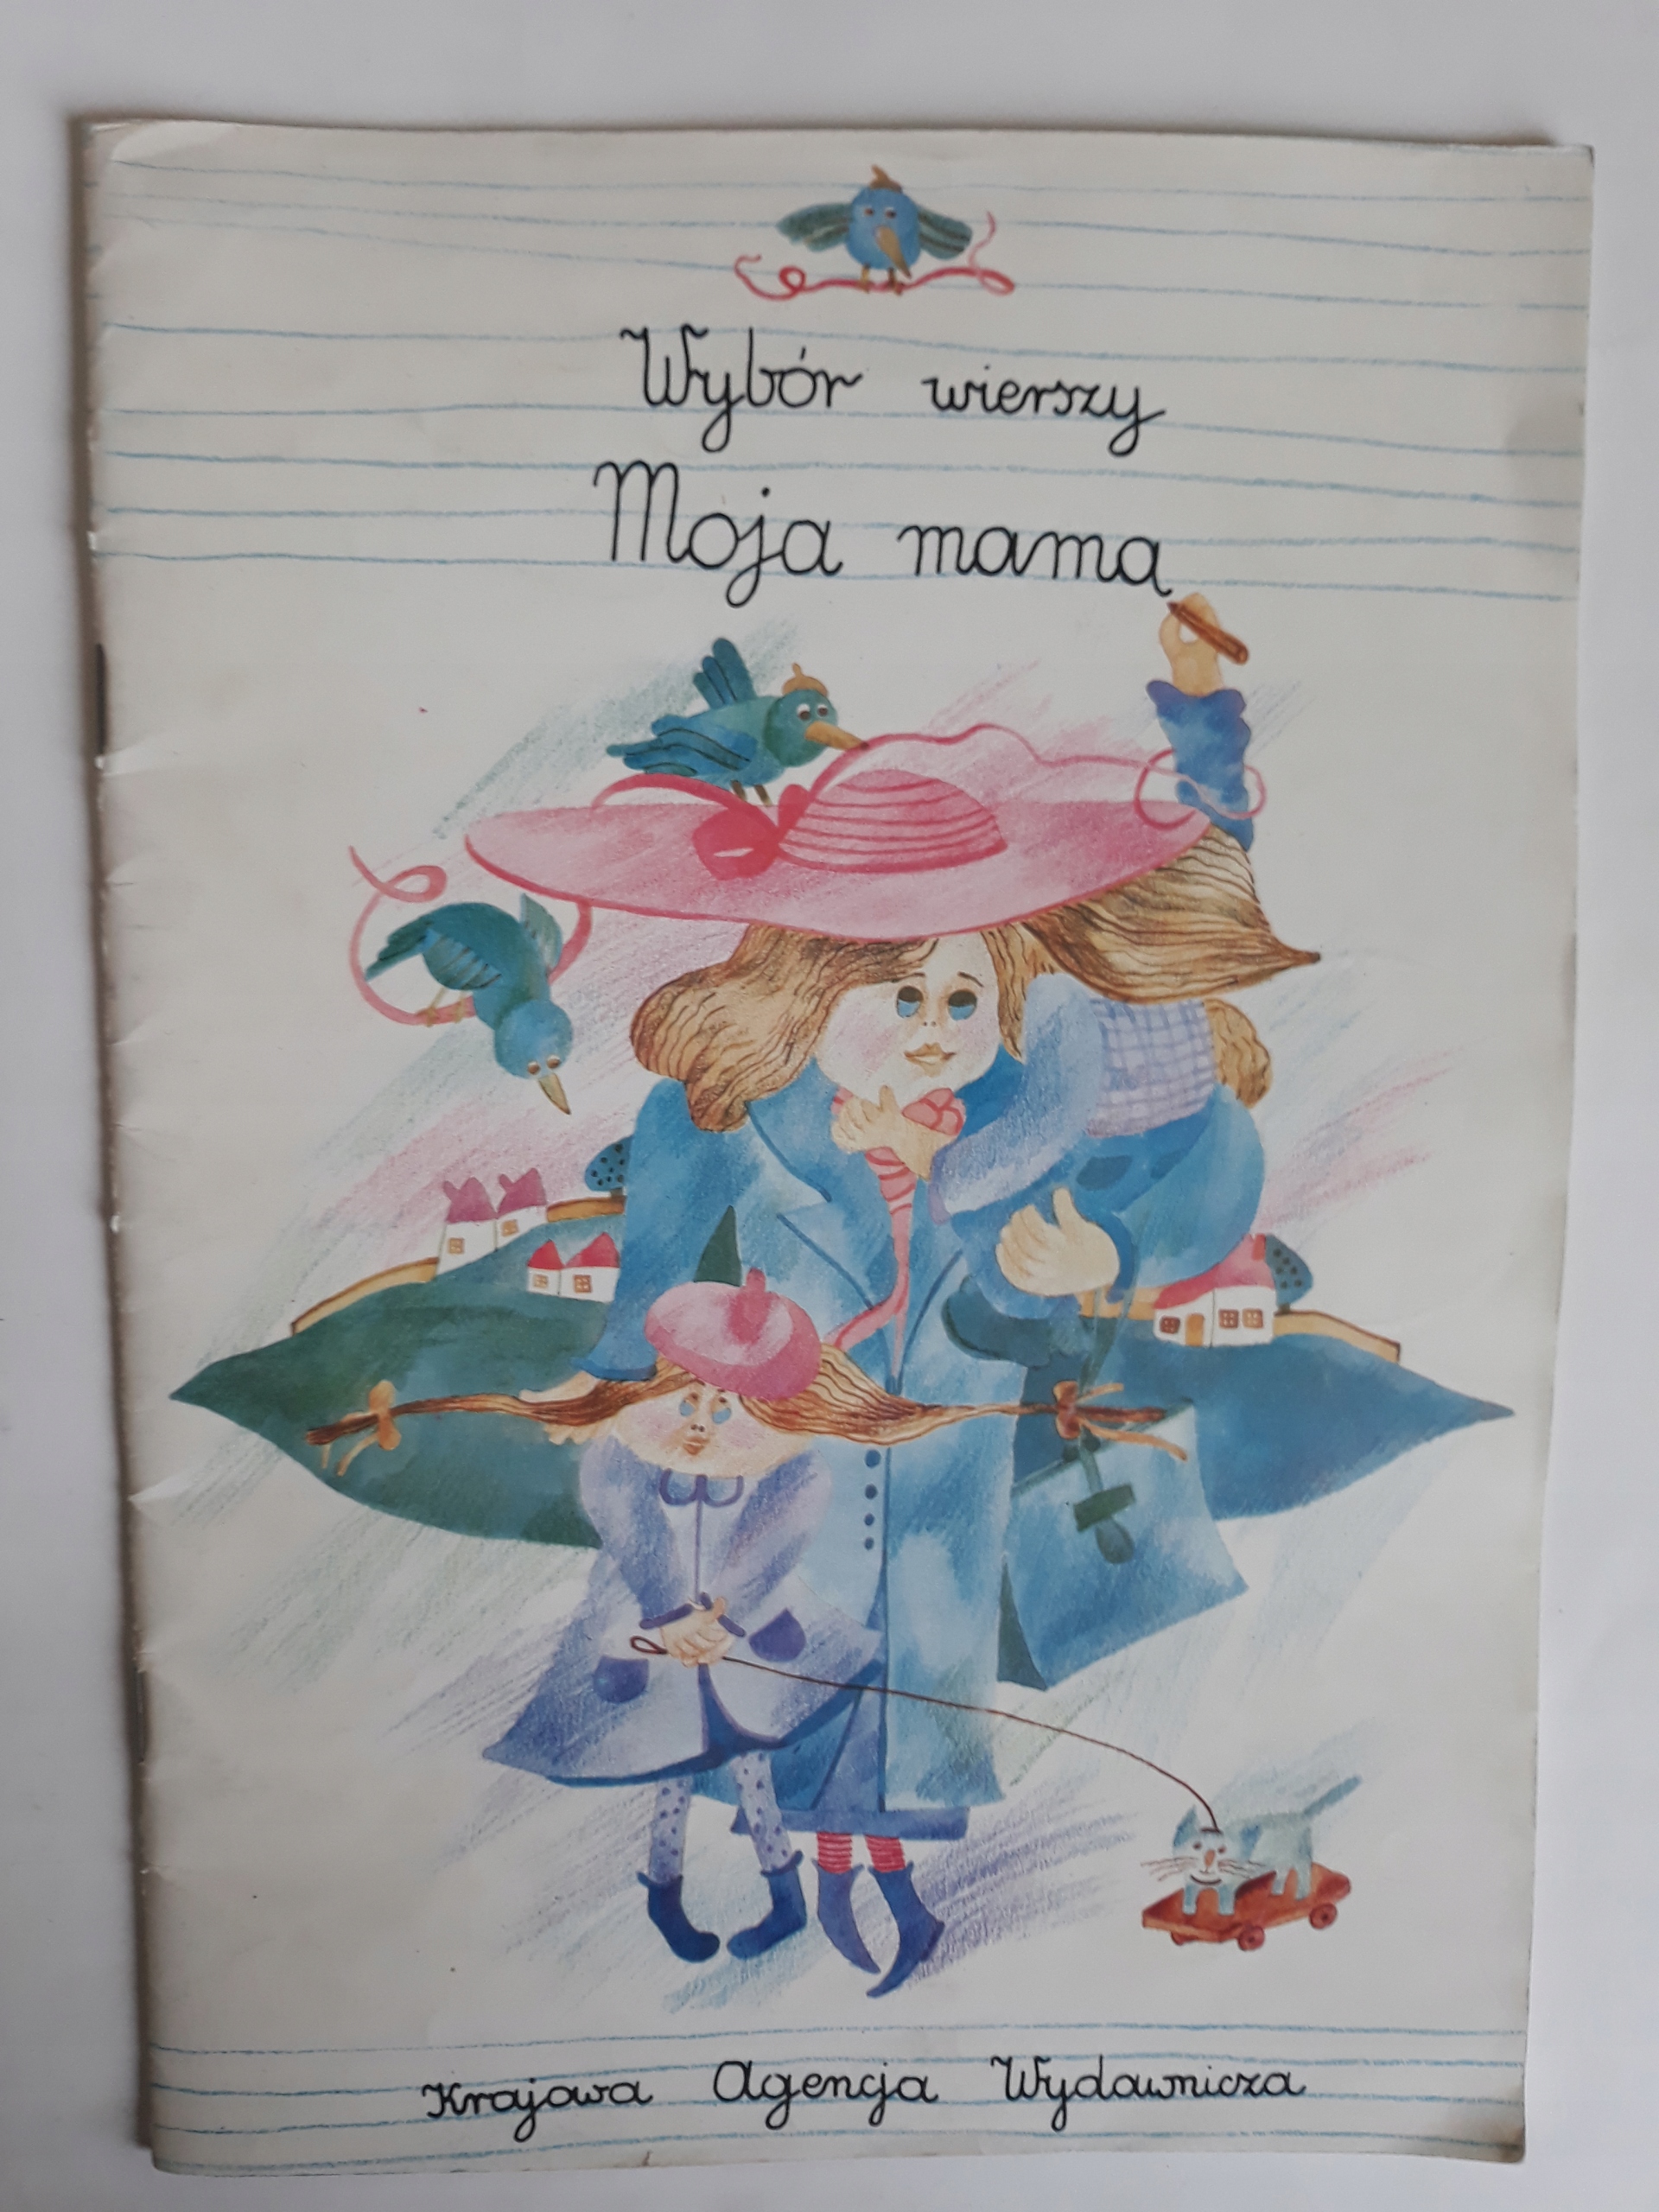 Wybór wierszy
Moja mama
Krajowa Agencja Wydawnicza